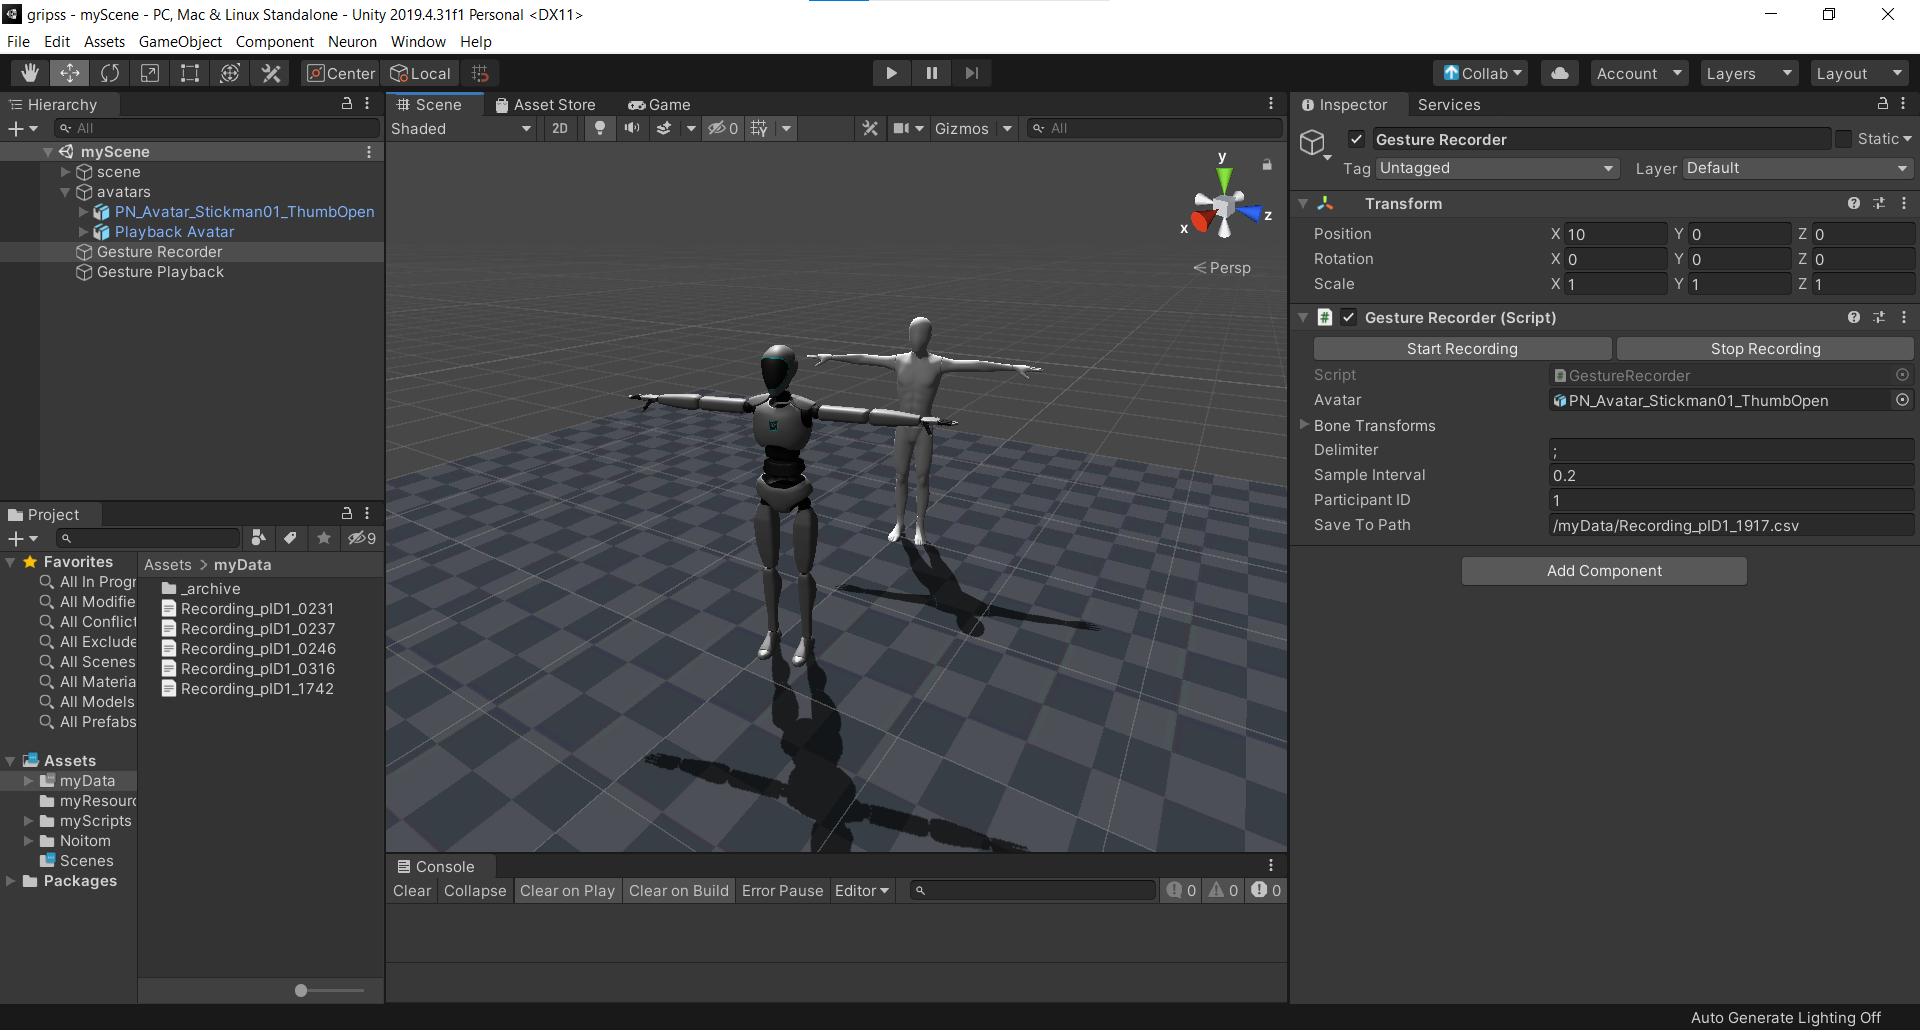 gripss - myScene - PC, Mac & Linux Standalone - Unity 2019.4.31f1 Personal <DX11>
File Edit Assets GameObject Component Neuron Window Help
Center Local Collab Account Layers Layout
Hierarchy
All
myScene
scene
avatars
PN_Avatar_Stickman01_ThumbOpen
Playback Avatar
Gesture Recorder
Gesture Playback
Scene Asset Store Game
Shaded 2D 0 Gizmos All
y
x
z
Persp
Project
9
Favorites
All In Progr
All Modifie
All Conflict
All Exclude
All Scenes
All Materia
All Models
All Prefabs
Assets
myData
myResourc
myScripts
Noitom
Scenes
Packages
Assets > myData
_archive
Recording_pID1_0231
Recording_pID1_0237
Recording_pID1_0246
Recording_pID1_0316
Recording_pID1_1742
Console
Clear Collapse Clear on Play Clear on Build Error Pause Editor 0 0 0
Inspector Services
Gesture Recorder Static
Tag Untagged Layer Default
Transform
Position X 10 Y 0 Z 0
Rotation X 0 Y 0 Z 0
Scale X 1 Y 1 Z 1
# Gesture Recorder (Script)
Start Recording Stop Recording
Script # GestureRecorder
Avatar PN_Avatar_Stickman01_ThumbOpen
Bone Transforms
Delimiter ;
Sample Interval 0.2
Participant ID 1
Save To Path /myData/Recording_pID1_1917.csv
Add Component
Auto Generate Lighting Off